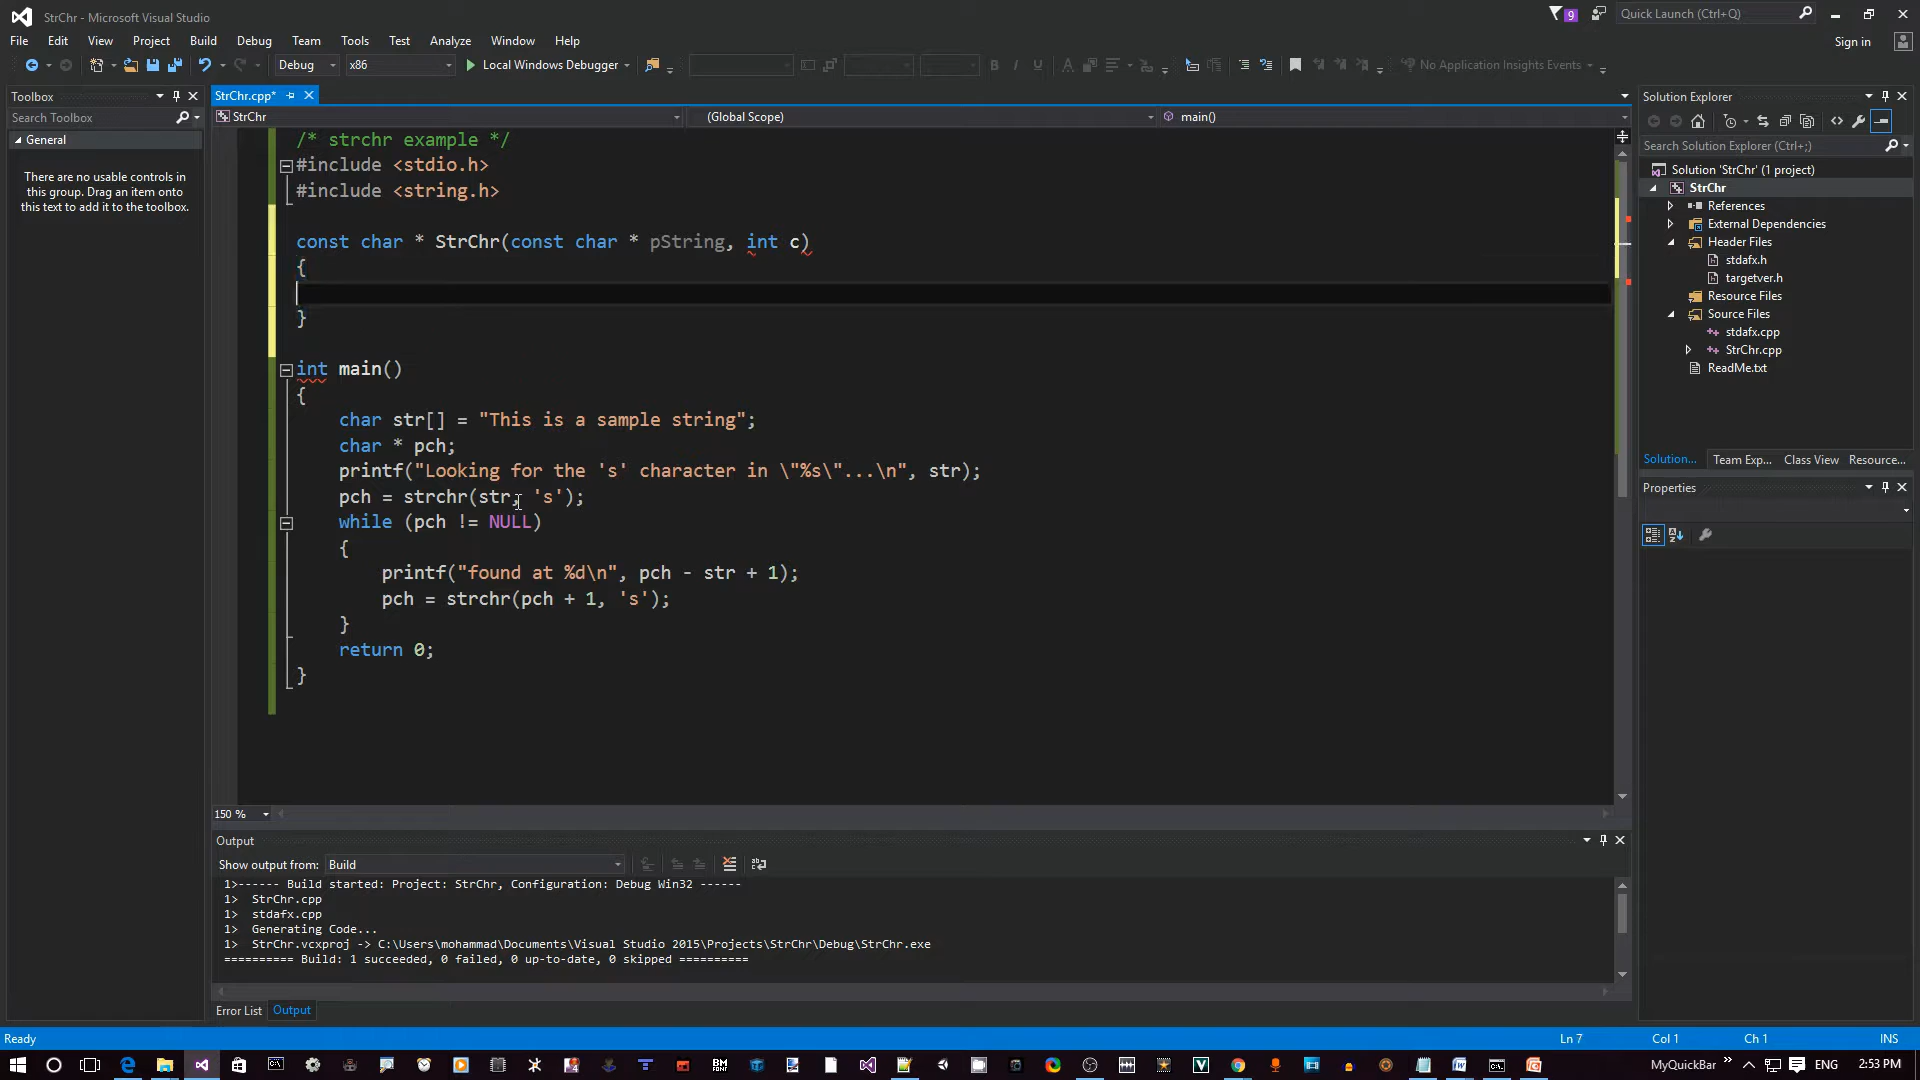 StrChr - Microsoft Visual Studio
9
Quick Launch (Ctrl+Q)
File Edit View Project Build Debug Team Tools Test Analyze Window Help
Sign in
Debug x86 Local Windows Debugger
B I U A
No Application Insights Events
Toolbox
Search Toolbox
General
There are no usable controls in
this group. Drag an item onto
this text to add it to the toolbox.
StrChr.cpp*
StrChr (Global Scope) main()
/* strchr example */
#include <stdio.h>
#include <string.h>
const char * StrChr(const char * pString, int c)
{
}
int main()
{
char str[] = "This is a sample string";
char * pch;
printf("Looking for the 's' character in \"%s\"...\n", str);
pch = strchr(str, 's');
while (pch != NULL)
{
printf("found at %d\n", pch - str + 1);
pch = strchr(pch + 1, 's');
}
return 0;
}
150 %
Output
Show output from: Build
1>------ Build started: Project: StrChr, Configuration: Debug Win32 ------
1> StrChr.cpp
1> stdafx.cpp
1> Generating Code...
1> StrChr.vcxproj -> C:\Users\mohammad\Documents\Visual Studio 2015\Projects\StrChr\Debug\StrChr.exe
========== Build: 1 succeeded, 0 failed, 0 up-to-date, 0 skipped ==========
Error List Output
Solution Explorer
Search Solution Explorer (Ctrl+;)
Solution 'StrChr' (1 project)
StrChr
References
External Dependencies
Header Files
stdafx.h
targetver.h
Resource Files
Source Files
stdafx.cpp
StrChr.cpp
ReadMe.txt
Solution... Team Exp... Class View Resource...
Properties
Ready
Ln 7 Col 1 Ch 1 INS
MyQuickBar
ENG
2:53 PM